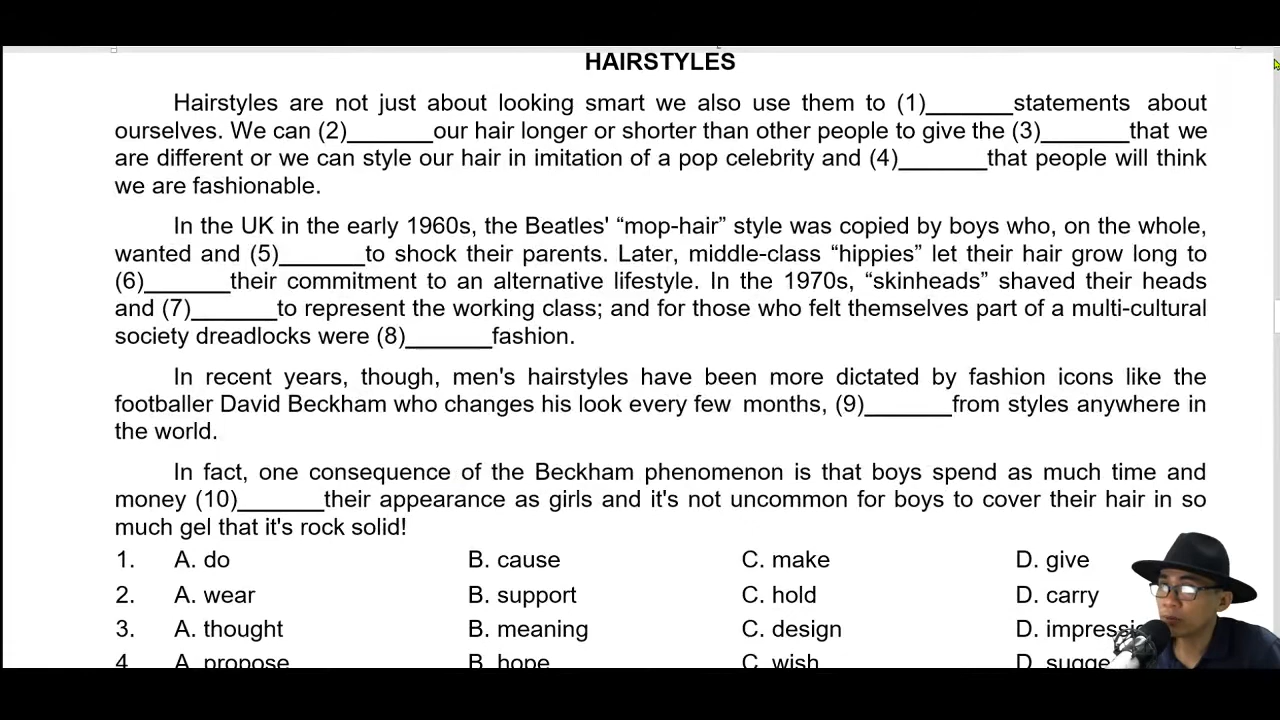 HAIRSTYLES
Hairstyles are not just about looking smart we also use them to (1)_______statements about
ourselves. We can (2)_______our hair longer or shorter than other people to give the (3)_______that we
are different or we can style our hair in imitation of a pop celebrity and (4)_______that people will think
we are fashionable.
In the UK in the early 1960s, the Beatles' “mop-hair” style was copied by boys who, on the whole,
wanted and (5)_______to shock their parents. Later, middle-class “hippies” let their hair grow long to
(6)_______their commitment to an alternative lifestyle. In the 1970s, “skinheads” shaved their heads
and (7)_______to represent the working class; and for those who felt themselves part of a multi-cultural
society dreadlocks were (8)_______fashion.
In recent years, though, men's hairstyles have been more dictated by fashion icons like the
footballer David Beckham who changes his look every few months, (9)_______from styles anywhere in
the world.
In fact, one consequence of the Beckham phenomenon is that boys spend as much time and
money (10)_______their appearance as girls and it's not uncommon for boys to cover their hair in so
much gel that it's rock solid!
1. A. do B. cause C. make D. give
2. A. wear B. support C. hold D. carry
3. A. thought B. meaning C. design D.
4. A. propose B. hope C. wish D.